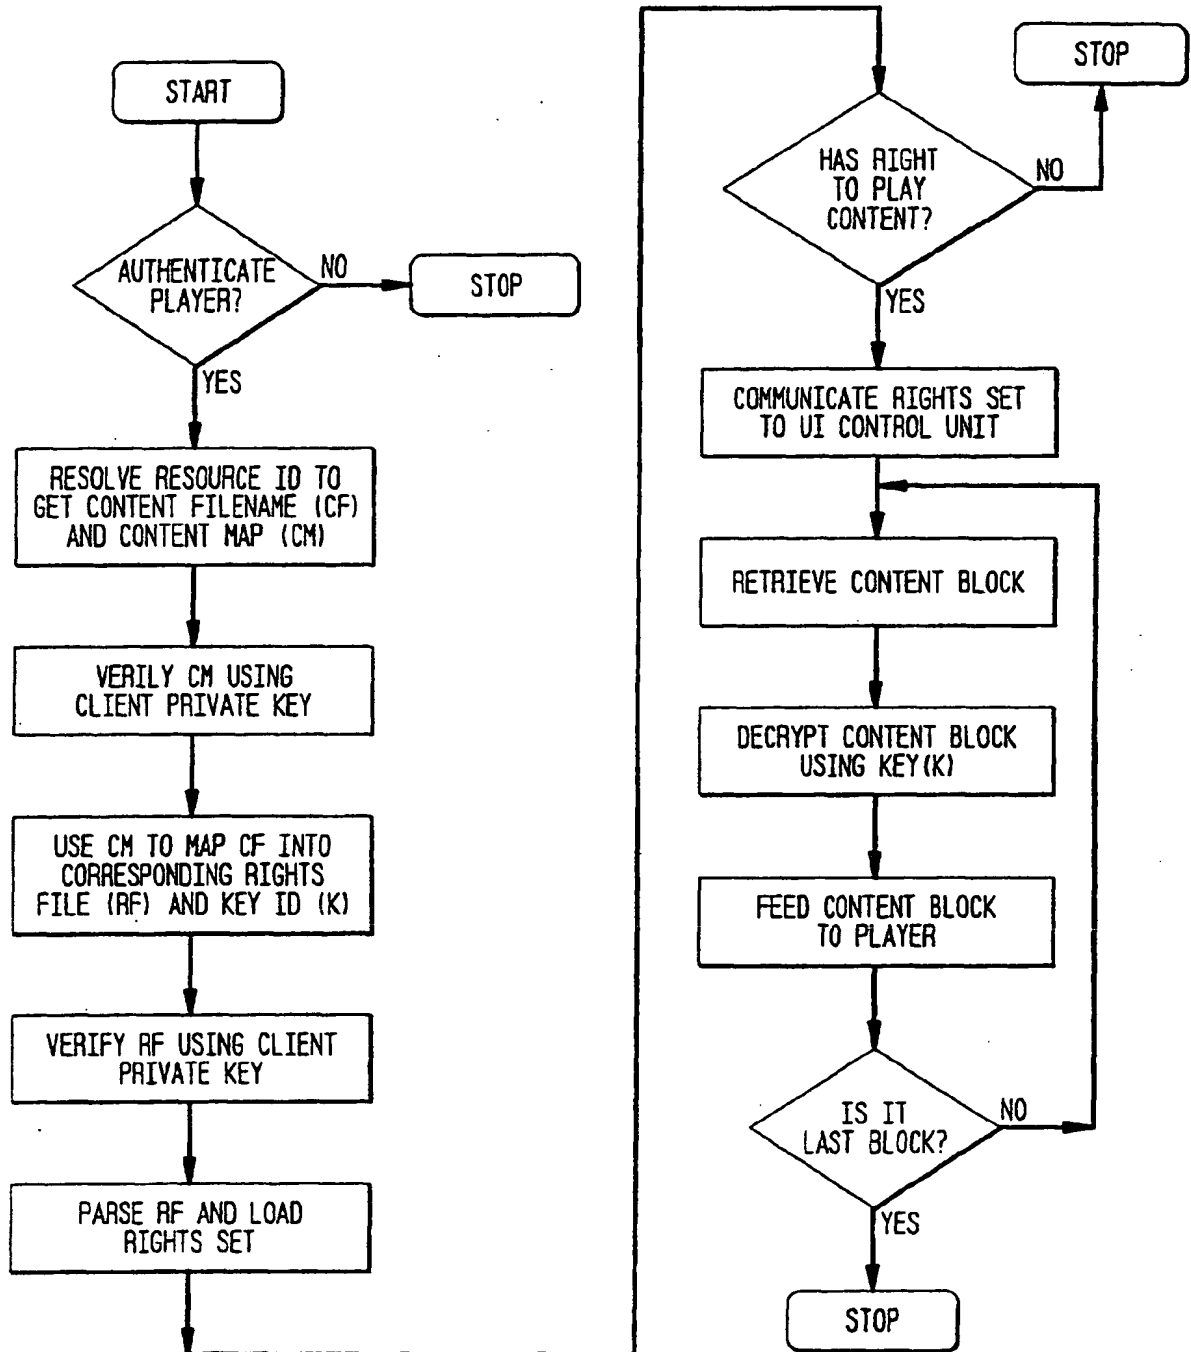 START
AUTHENTICATE
PLAYER?
NO
STOP
YES
RESOLVE RESOURCE ID TO
GET CONTENT FILENAME (CF)
AND CONTENT MAP (CM)
VERILY CM USING
CLIENT PRIVATE KEY
USE CM TO MAP CF INTO
CORRESPONDING RIGHTS
FILE (RF) AND KEY ID (K)
VERIFY RF USING CLIENT
PRIVATE KEY
PARSE RF AND LOAD
RIGHTS SET
HAS RIGHT
TO PLAY
CONTENT?
NO
STOP
YES
COMMUNICATE RIGHTS SET
TO UI CONTROL UNIT
RETRIEVE CONTENT BLOCK
DECRYPT CONTENT BLOCK
USING KEY(K)
FEED CONTENT BLOCK
TO PLAYER
IS IT
LAST BLOCK?
NO
YES
STOP